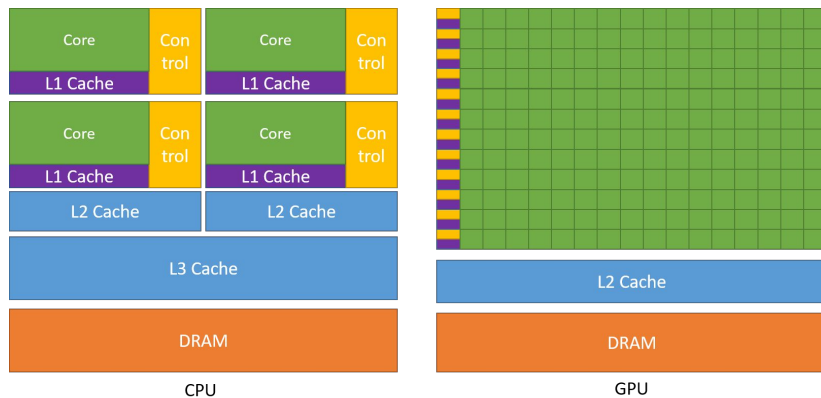 Core
Con
trol
L1 Cache
Core
Con
trol
L1 Cache
Core
Con
trol
L1 Cache
Core
Con
trol
L1 Cache
L2 Cache
L2 Cache
L3 Cache
DRAM
CPU
L2 Cache
DRAM
GPU